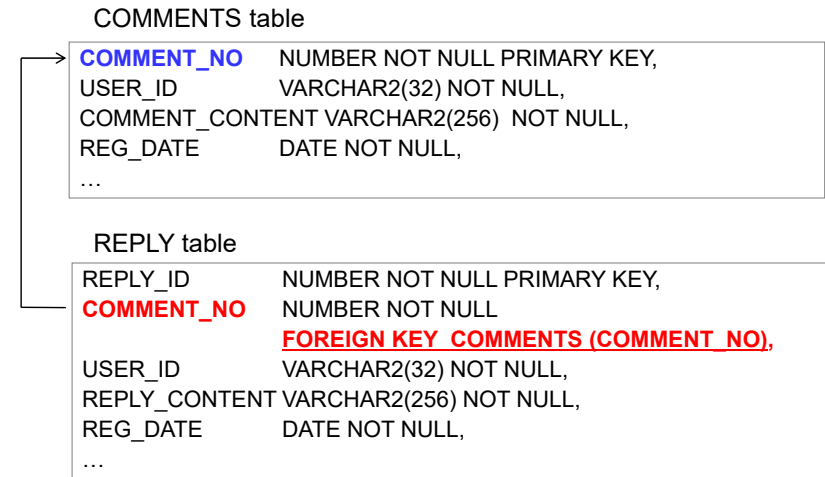 COMMENTS table
COMMENT_NO NUMBER NOT NULL PRIMARY KEY,
USER_ID VARCHAR2(32) NOT NULL,
COMMENT_CONTENT VARCHAR2(256) NOT NULL,
REG_DATE DATE NOT NULL,
…
REPLY table
REPLY_ID NUMBER NOT NULL PRIMARY KEY,
COMMENT_NO NUMBER NOT NULL
FOREIGN KEY COMMENTS (COMMENT_NO),
USER_ID VARCHAR2(32) NOT NULL,
REPLY_CONTENT VARCHAR2(256) NOT NULL,
REG_DATE DATE NOT NULL,
…